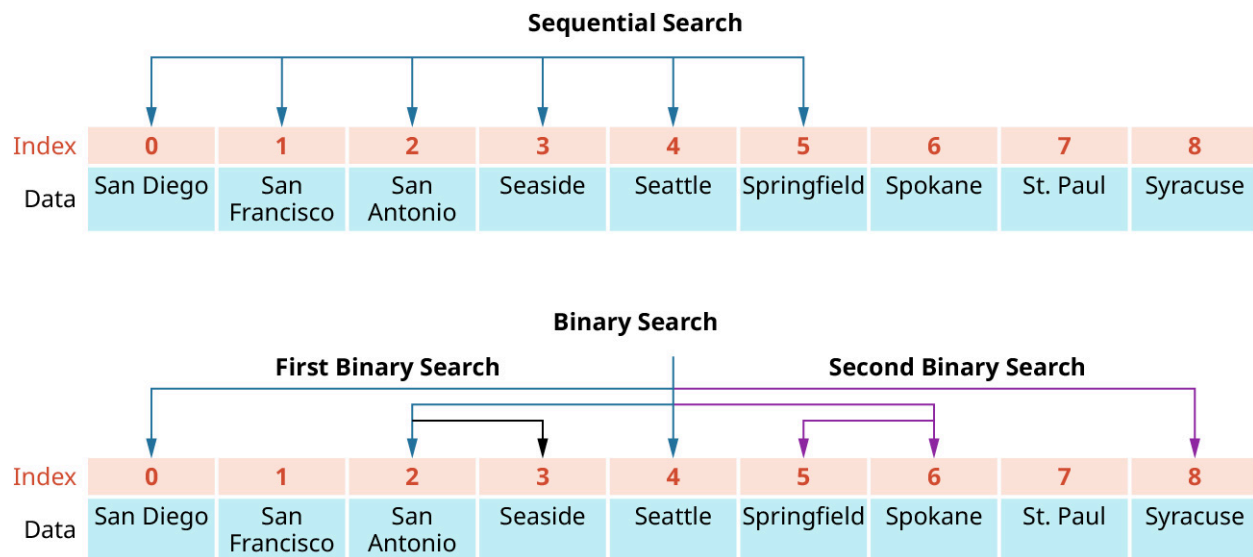 Sequential Search
Index 0 1 2 3 4 5 6 7 8
Data San Diego San San Seaside Seattle Springfield Spokane St. Paul Syracuse
Francisco Antonio
Binary Search
First Binary Search Second Binary Search
Index 0 1 2 3 4 5 6 7 8
Data San Diego San San Seaside Seattle Springfield Spokane St. Paul Syracuse
Francisco Antonio